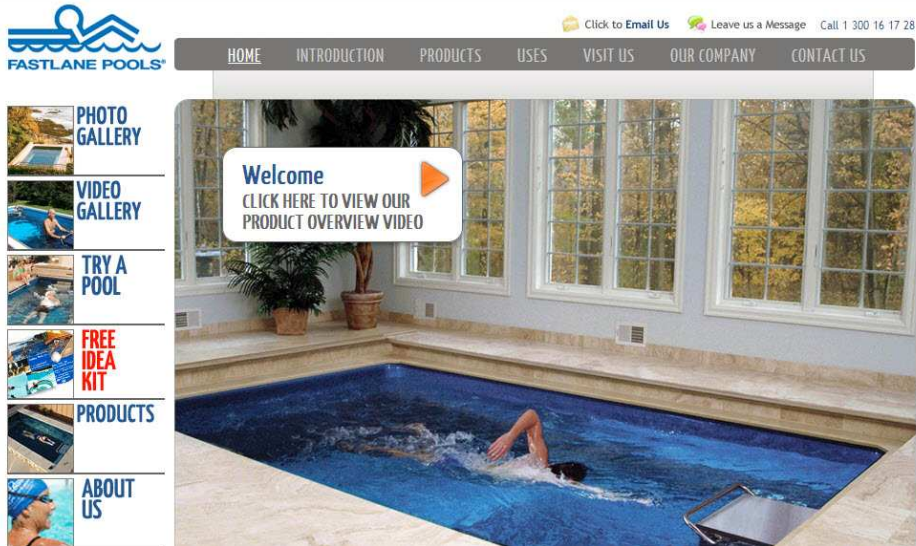 Click to Email Us
Leave us a Message
Call 1 300 16 17 28
FASTLANE POOLS®
HOME
INTRODUCTION
PRODUCTS
USES
VISIT US
OUR COMPANY
CONTACT US
PHOTO
GALLERY
VIDEO
GALLERY
TRY A
POOL
FREE
IDEA
KIT
PRODUCTS
ABOUT
US
Welcome
CLICK HERE TO VIEW OUR
PRODUCT OVERVIEW VIDEO